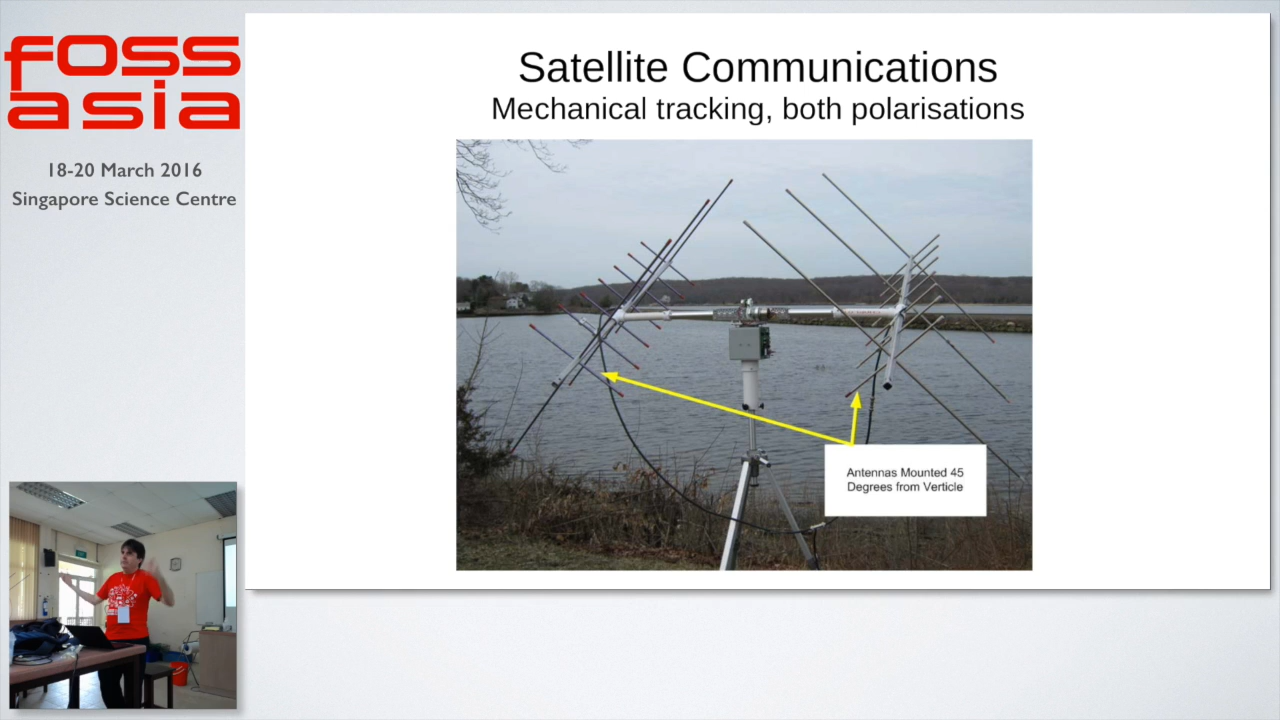 foss
asia
18-20 March 2016
Singapore Science Centre
Satellite Communications
Mechanical tracking, both polarisations
Antennas Mounted 45
Degrees from Verticle